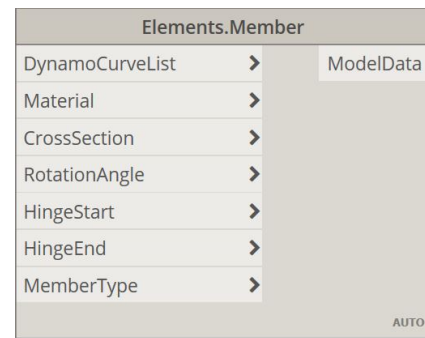 Elements.Member
DynamoCurveList > ModelData
Material >
CrossSection >
RotationAngle >
HingeStart >
HingeEnd >
MemberType >
AUTO